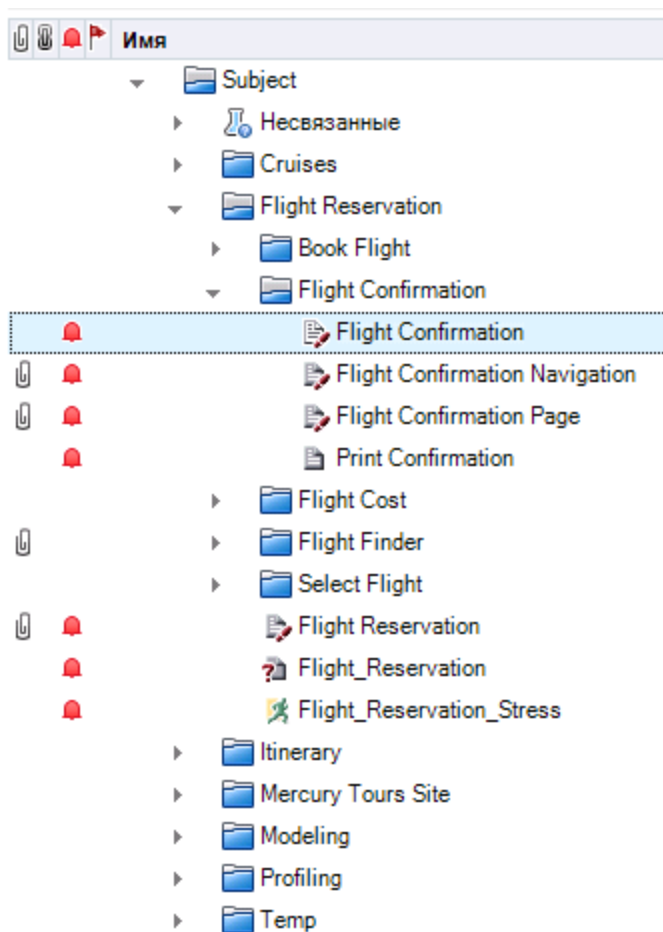 Имя
Subject
Несвязанные
Cruises
Flight Reservation
Book Flight
Flight Confirmation
Flight Confirmation
Flight Confirmation Navigation
Flight Confirmation Page
Print Confirmation
Flight Cost
Flight Finder
Select Flight
Flight Reservation
Flight_Reservation
Flight_Reservation_Stress
Itinerary
Mercury Tours Site
Modeling
Profiling
Temp